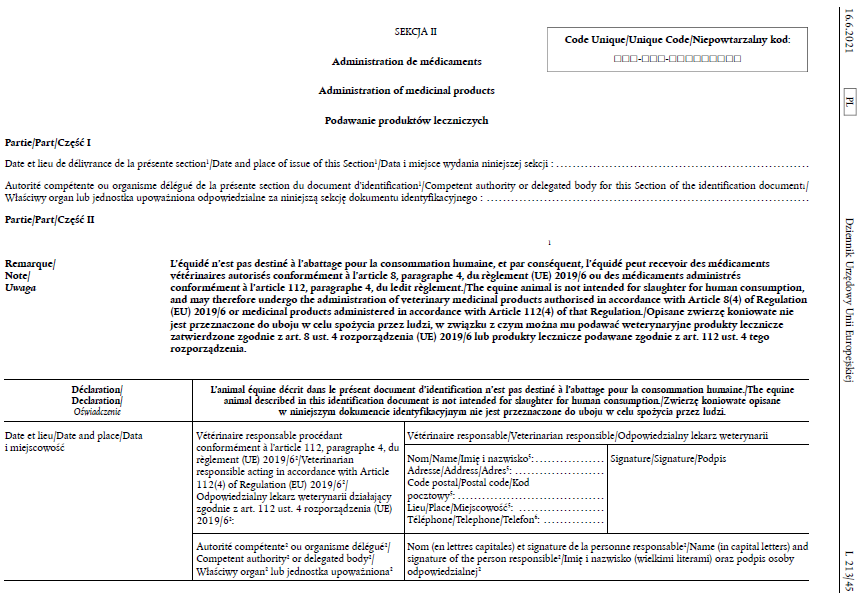 SEKCJA II
Code Unique/Unique Code/Niepowtarzalny kod:
□□□-□□□-□□□□□□□□□
Administration de médicaments
Administration of medicinal products
Podawanie produktów leczniczych
Partie/Part/Część I
Date et lieu de délivrance de la présente section¹/Date and place of issue of this Section¹/Data i miejsce wydania niniejszej sekcji : ................................................................
Autorité compétente ou organisme délégué de la présente section du document d'identification¹/Competent authority or delegated body for this Section of the identification document₁/
Właściwy organ lub jednostka upoważniona odpowiedzialne za niniejszą sekcję dokumentu identyfikacyjnego : ................................................................
Partie/Part/Część II
1
Remarque/
Note/
Uwaga
L'équidé n'est pas destiné à l'abattage pour la consommation humaine, et par conséquent, l'équidé peut recevoir des médicaments
vétérinaires autorisés conformément à l'article 8, paragraphe 4, du règlement (UE) 2019/6 ou des médicaments administrés
conformément à l'article 112, paragraphe 4, du ledit règlement./The equine animal is not intended for slaughter for human consumption,
and may therefore undergo the administration of veterinary medicinal products authorised in accordance with Article 8(4) of Regulation
(EU) 2019/6 or medicinal products administered in accordance with Article 112(4) of that Regulation./Opisane zwierzę koniowate nie
jest przeznaczone do uboju w celu spożycia przez ludzi, w związku z czym można mu podawać weterynaryjne produkty lecznicze
zatwierdzone zgodnie z art. 8 ust. 4 rozporządzenia (UE) 2019/6 lub produkty lecznicze podawane zgodnie z art. 112 ust. 4 tego
rozporządzenia.
Déclaration/
Declaration/
Oświadczenie
L'animal équine décrit dans le présent document d'identification n'est pas destiné à l'abattage pour la consommation humaine./The equine
animal described in this identification document is not intended for slaughter for human consumption./Zwierzę koniowate opisane
w niniejszym dokumencie identyfikacyjnym nie jest przeznaczone do uboju w celu spożycia przez ludzi.
Date et lieu/Date and place/Data
i miejscowość
Vétérinaire responsable procédant
conformément à l'article 112, paragraphe 4, du
règlement (UE) 2019/6²/Veterinarian
responsible acting in accordance with Article
112(4) of Regulation (EU) 2019/6²/
Odpowiedzialny lekarz weterynarii działający
zgodnie z art. 112 ust. 4 rozporządzenia (UE)
2019/6²:
Vétérinaire responsable/Veterinarian responsible/Odpowiedzialny lekarz weterynarii
Nom/Name/Imię i nazwisko⁵: .................
Adresse/Address/Adres⁵: ......................
Code postal/Postal code/Kod
pocztowy⁵: ....................................
Lieu/Place/Miejscowość⁵: .....................
Téléphone/Telephone/Telefon⁶: ...............
Signature/Signature/Podpis
Autorité compétente² ou organisme délégué²/
Competent authority² or delegated body²/
Właściwy organ² lub jednostka upoważniona²
Nom (en lettres capitales) et signature de la personne responsable²/Name (in capital letters) and
signature of the person responsible²/Imię i nazwisko (wielkimi literami) oraz podpis osoby
odpowiedzialnej²
16.6.2021
PL
Dziennik Urzędowy Unii Europejskiej
L 213/45